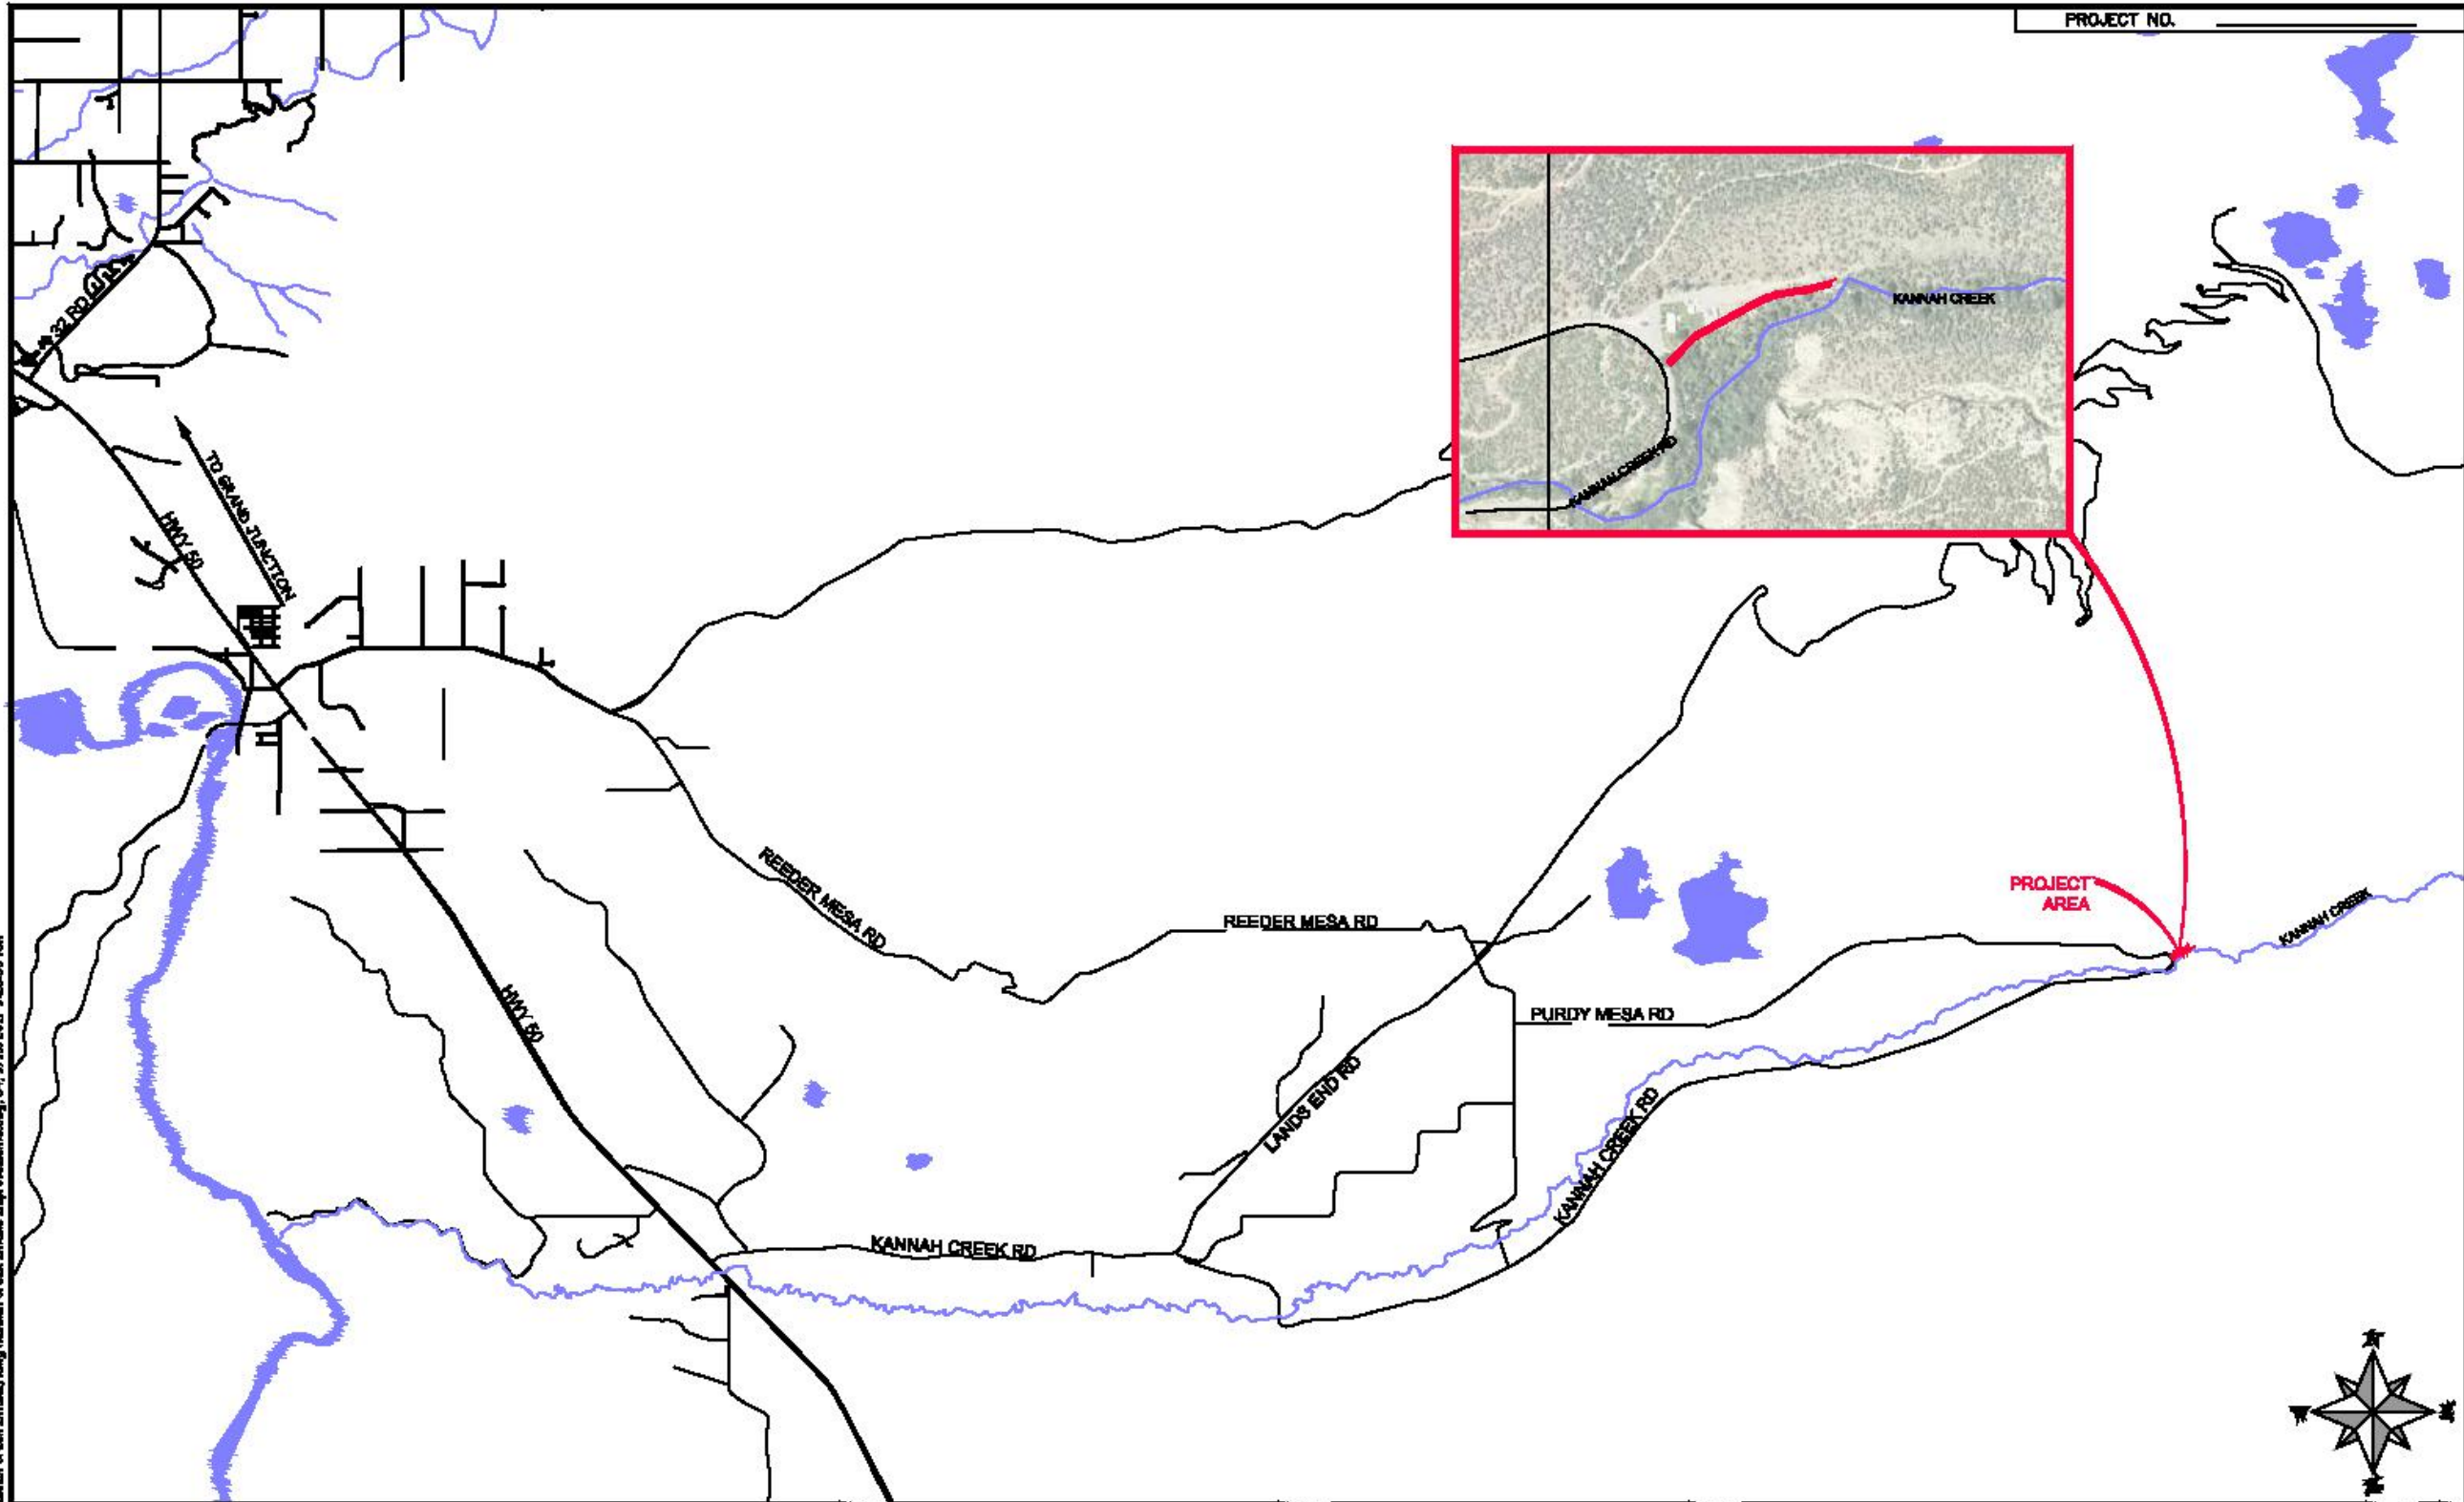 PROJECT NO.
32 RD
TO GRAND JUNCTION
HWY 50
KANNAH CREEK
KANNAH CREEK RD
REEDER MESA RD
REEDER MESA RD
PROJECT
AREA
KANNAH CREEK
HWY 50
PURDY MESA RD
LANDS END RD
KANNAH CREEK RD
KANNAH CREEK RD
N
W
E
S